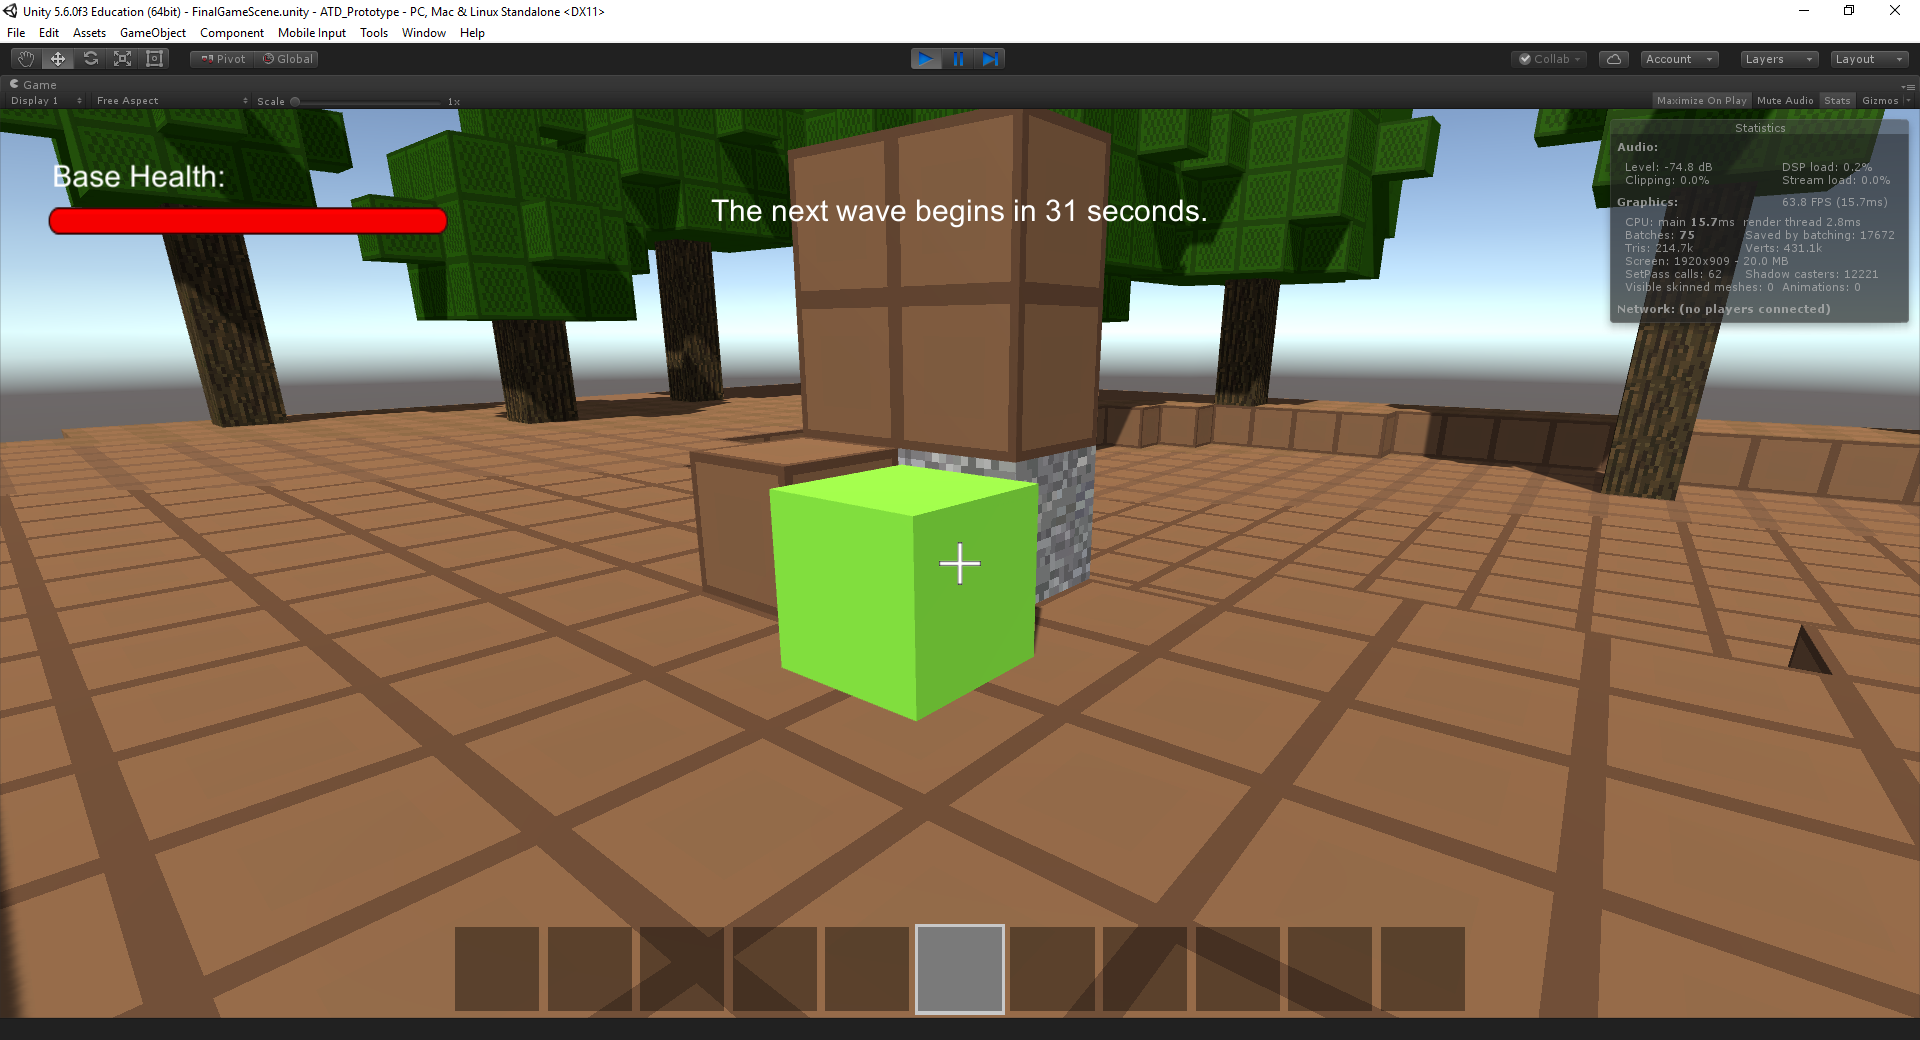 Unity 5.6.0f3 Education (64bit) - FinalGameScene.unity - ATD_Prototype - PC, Mac & Linux Standalone <DX11>
File Edit Assets GameObject Component Mobile Input Tools Window Help
Pivot Global Collab Account Layers Layout
Game
Display 1 Free Aspect Scale 1x Maximize On Play Mute Audio Stats Gizmos
Statistics
Audio:
Level: -74.8 dB DSP load: 0.2%
Clipping: 0.0% Stream load: 0.0%
Graphics: 63.8 FPS (15.7ms)
CPU: main 15.7ms render thread 2.8ms
Batches: 75 Saved by batching: 17672
Tris: 214.7k Verts: 431.1k
Screen: 1920x909 - 20.0 MB
SetPass calls: 62 Shadow casters: 12221
Visible skinned meshes: 0 Animations: 0
Network: (no players connected)
Base Health:
The next wave begins in 31 seconds.